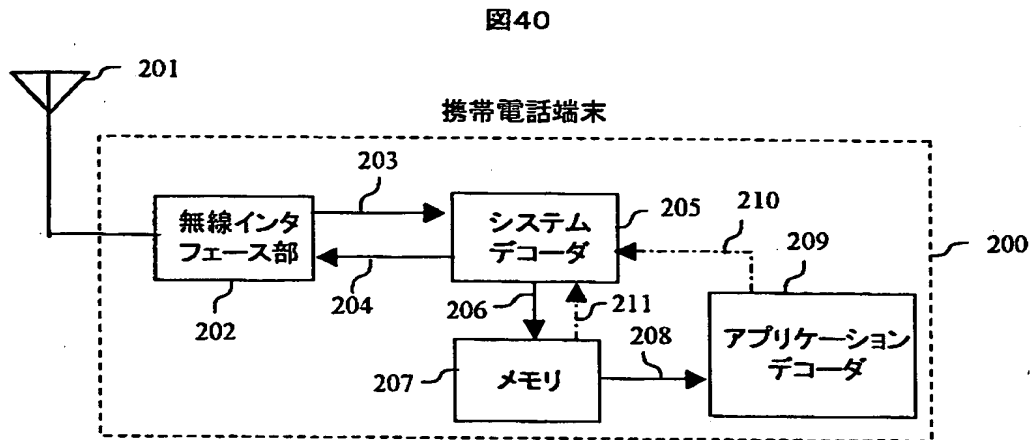 図40
201
携帯電話端末
203
無線インタ
フェース部
システム
デコーダ
205
210
209
200
204
202
206
211
208
アプリケーション
デコーダ
207
メモリ